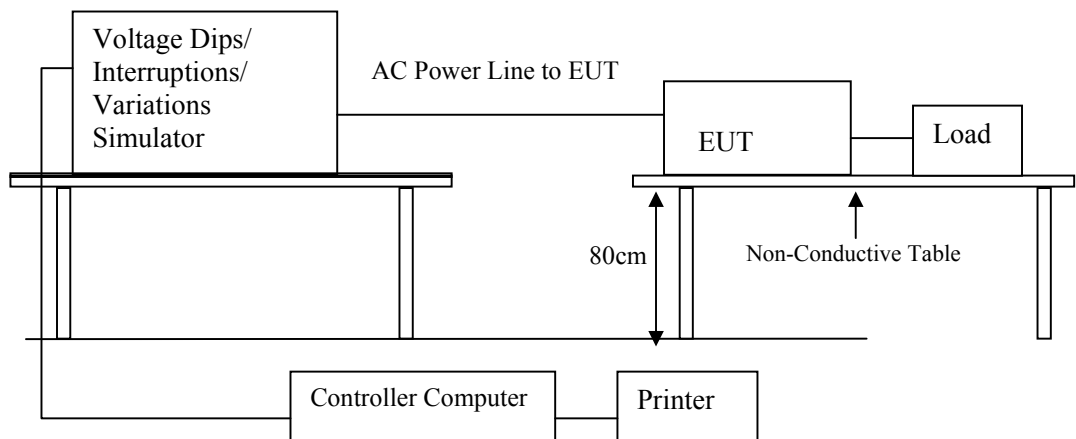 Voltage Dips/
Interruptions/
Variations
Simulator
AC Power Line to EUT
EUT
Load
80cm
Non-Conductive Table
Controller Computer
Printer